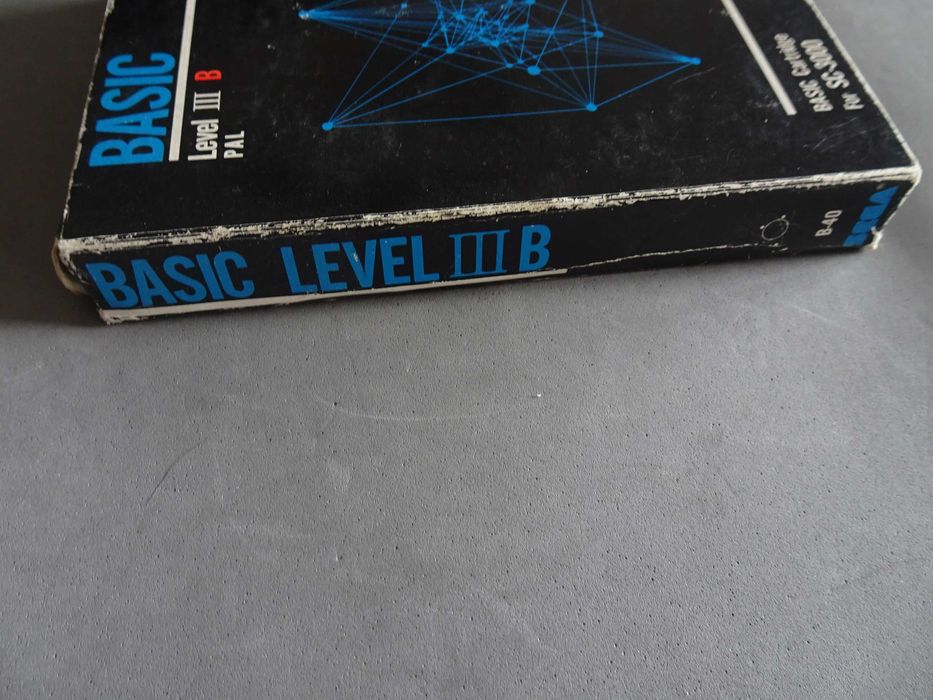 BASIC
Level III B
PAL
BASIC Cartridge
For SC-3000
BASIC LEVEL III B
B-40
SEGA